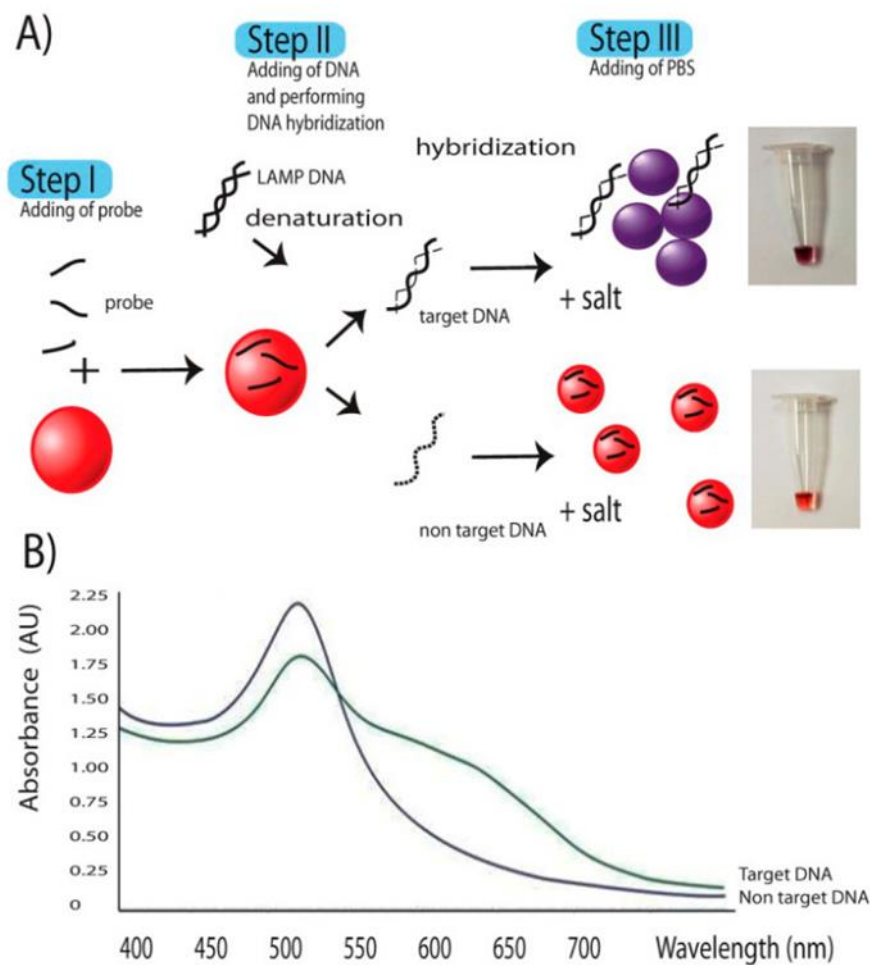 A)
Step I
Adding of probe
probe
+
Step II
Adding of DNA
and performing
DNA hybridization
LAMP DNA
denaturation
target DNA
non target DNA
Step III
Adding of PBS
hybridization
+ salt
+ salt
B)
Absorbance (AU)
2.25
2.00
1.75
1.50
1.25
1.00
0.75
0.50
0.25
0
Target DNA
Non target DNA
400 450 500 550 600 650 700 Wavelength (nm)